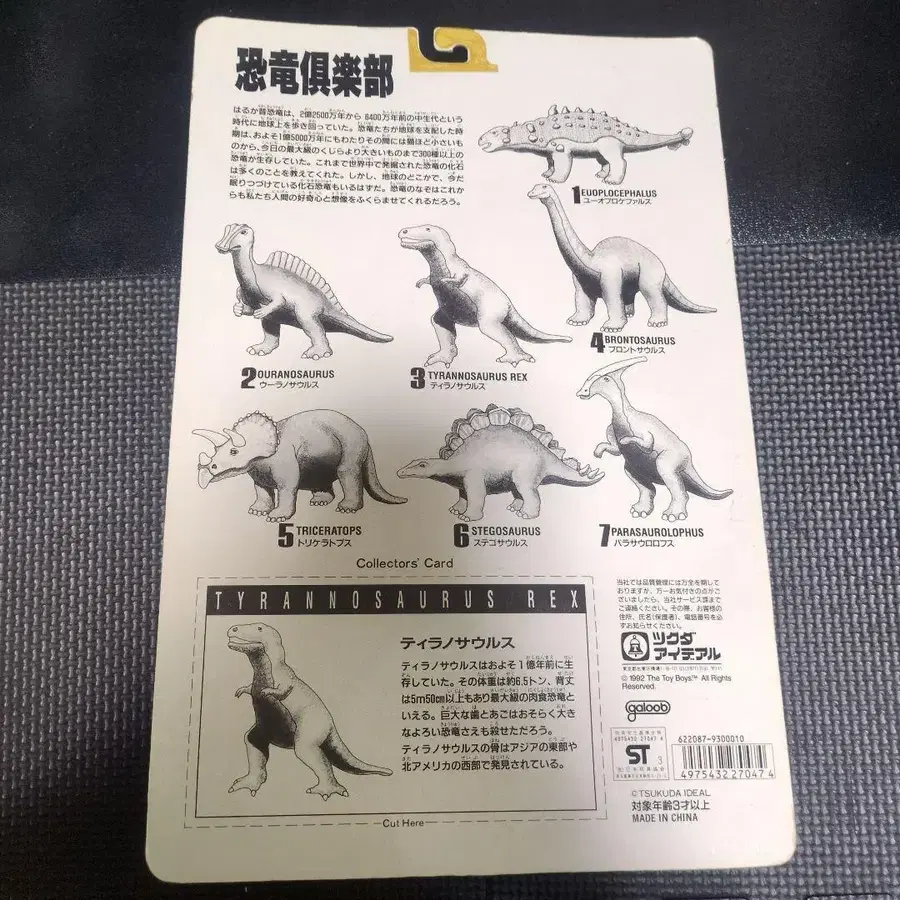 恐竜倶楽部
はるか昔恐竜は、2億2500万年から 6400万年前の中生代という
時代に地球上を歩き回っていた。恐竜たちが地球を支配した時
期は、およそ1億5000万年にもわたりその間には猫ほど小さいも
のから、今日の最大級のくじらより大きいものまで300種以上の
恐竜が生存していた。これまで世界中で発掘された恐竜の化石
は多くのことを教えてくれた。しかし、地球のどこかで、今だ
眠りつづけている化石恐竜もいるはずだ。恐竜のなぞはこれか
らも私たち人間の好奇心と想像をふくらませてくれるだろう。
1 EUOPLOCEPHALUS
ユーオプロケファルス
2 OURANOSAURUS
ウーラノサウルス
3 TYRANNOSAURUS REX
ティラノサウルス
4 BRONTOSAURUS
ブロントサウルス
5 TRICERATOPS
トリケラトプス
6 STEGOSAURUS
ステゴサウルス
7 PARASAUROLOPHUS
パラサウロロフス
Collectors' Card
TYRANNOSAURUS REX
ティラノサウルス
ティラノサウルスはおよそ1億年前に生
存していた。その体重は約6.5トン、背丈
は5m50cm以上もあり最大級の肉食恐竜と
いえる。巨大な歯とあごはおそらく大き
なよろい恐竜さえも殺せただろう。
ティラノサウルスの骨はアジアの東部や
北アメリカの西部で発見されている。
Cut Here
当社では品質管理には万全を期して
おりますが、万一お気付きの点がご
ざいましたら、当社サービス課まで
ご連絡ください。その際、お客様の
住所、氏名(保護者)、電話番号を必
ずお知らせください。
ツクダ
アイデアル
© 1992 The Toy Boys™ All Rights
Reserved.
galoob
4975432 27047 4
ST 3
622087-9300010
4 975432 27047 4
©TSUKUDA IDEAL
対象年齢3才以上
MADE IN CHINA